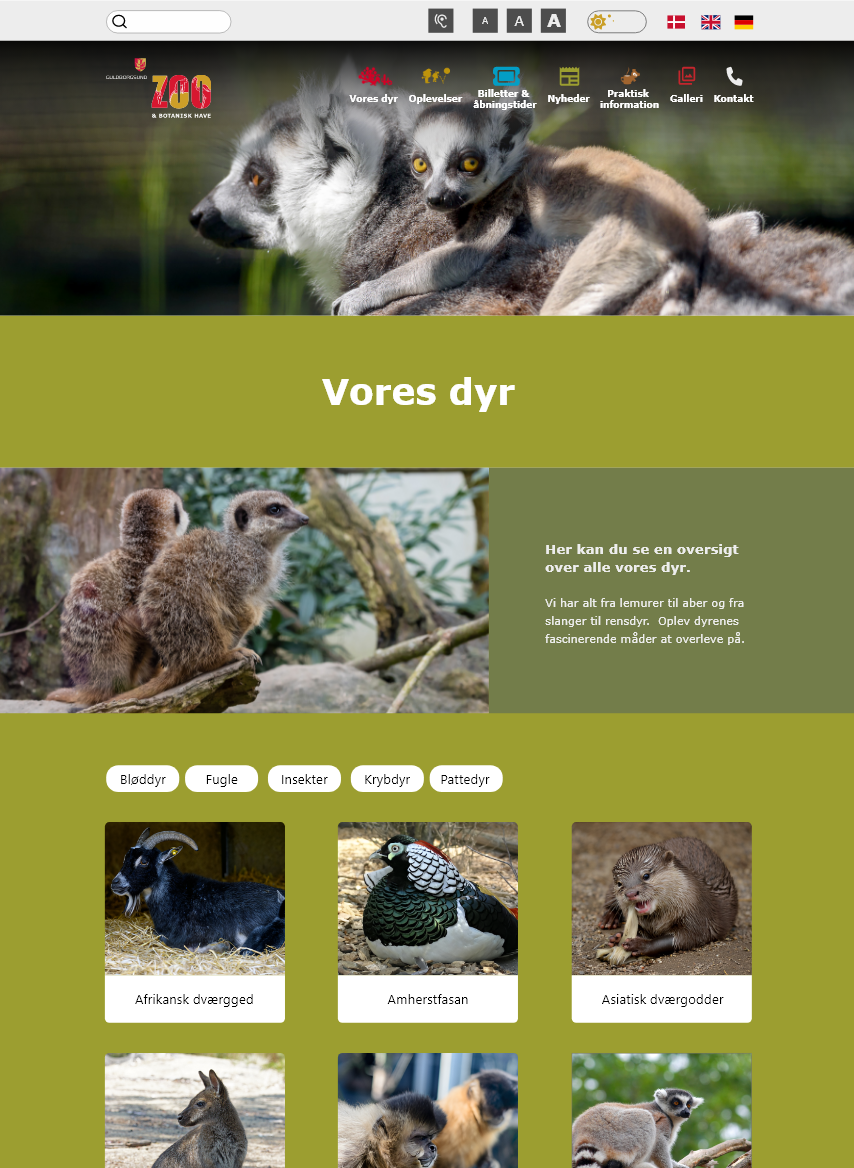 A A A
GULDBORGSUND
ZOO
& BOTANISK HAVE
Vores dyr
Oplevelser
Billetter &
åbningstider
Nyheder
Praktisk
information
Galleri
Kontakt
Vores dyr
Her kan du se en oversigt
over alle vores dyr.
Vi har alt fra lemurer til aber og fra
slanger til rensdyr. Oplev dyrenes
fascinerende måder at overleve på.
Bløddyr Fugle Insekter Krybdyr Pattedyr
Afrikansk dværgged
Amherstfasan
Asiatisk dværgodder